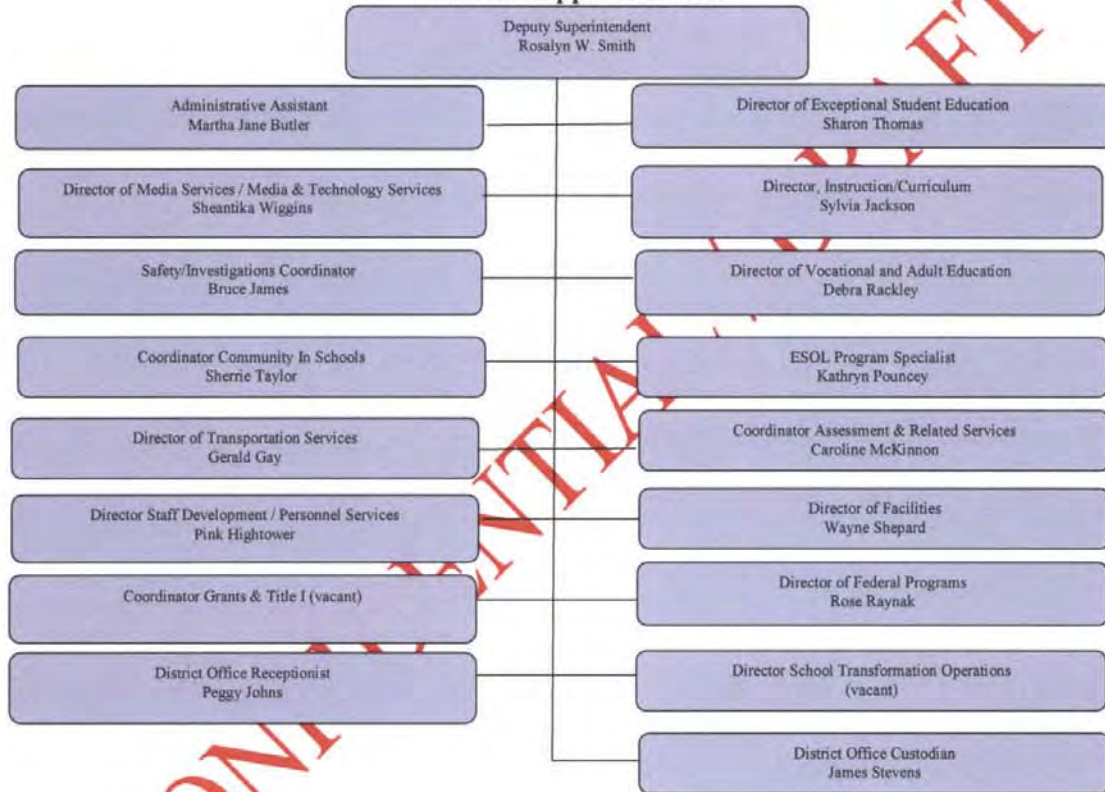 Deputy Superintendent
Rosalyn W. Smith
Administrative Assistant
Martha Jane Butler
Director of Exceptional Student Education
Sharon Thomas
Director of Media Services / Media & Technology Services
Sheantika Wiggins
Director, Instruction/Curriculum
Sylvia Jackson
Safety/Investigations Coordinator
Bruce James
Director of Vocational and Adult Education
Debra Rackley
Coordinator Community In Schools
Sherrie Taylor
ESOL Program Specialist
Kathryn Pouncey
Director of Transportation Services
Gerald Gay
Coordinator Assessment & Related Services
Caroline McKinnon
Director Staff Development / Personnel Services
Pink Hightower
Director of Facilities
Wayne Shepard
Coordinator Grants & Title I (vacant)
Director of Federal Programs
Rose Raynak
District Office Receptionist
Peggy Johns
Director School Transformation Operations
(vacant)
District Office Custodian
James Stevens